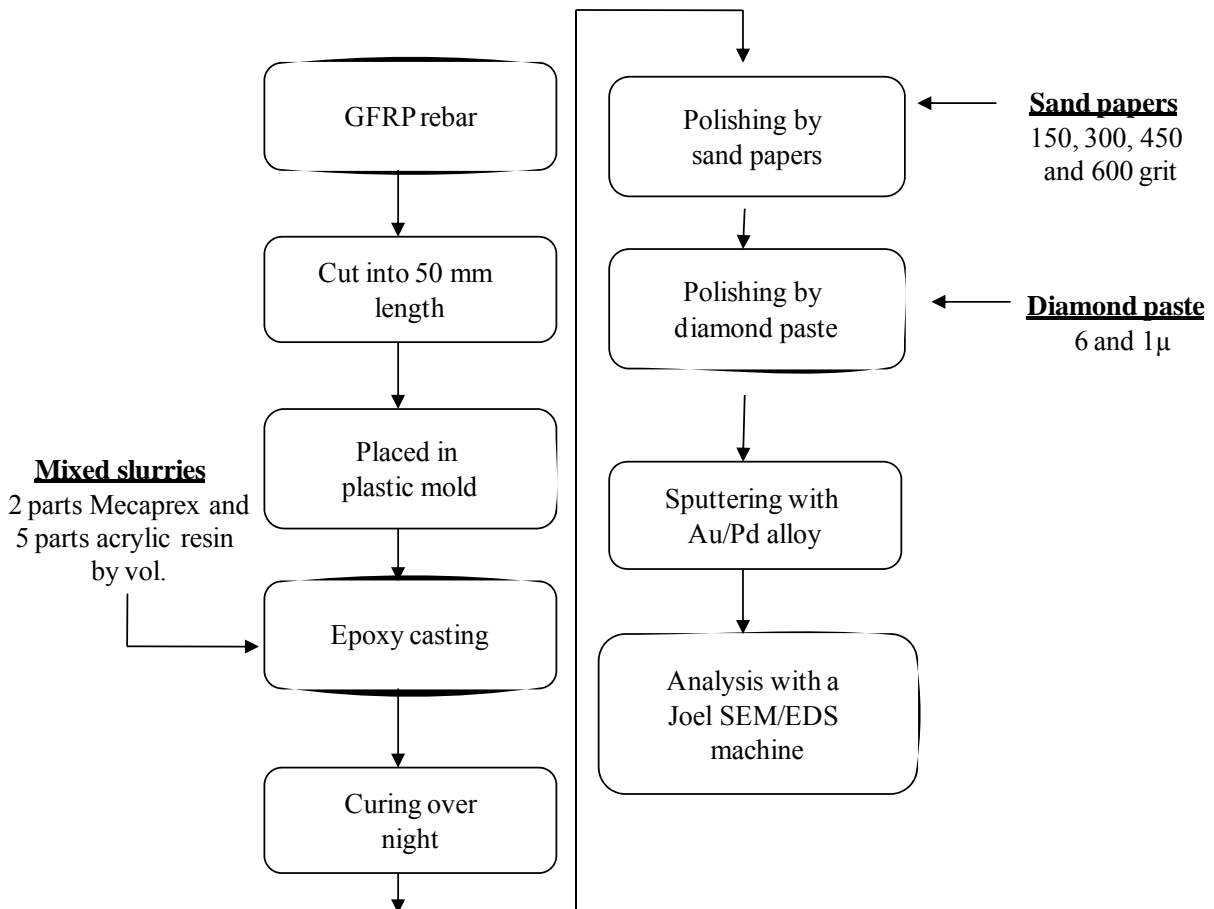 GFRP rebar
Cut into 50 mm
length
Placed in
plastic mold
Mixed slurries
2 parts Mecaprex and
5 parts acrylic resin
by vol.
Epoxy casting
Curing over
night
Polishing by
sand papers
Sand papers
150, 300, 450
and 600 grit
Polishing by
diamond paste
Diamond paste
6 and 1µ
Sputtering with
Au/Pd alloy
Analysis with a
Joel SEM/EDS
machine